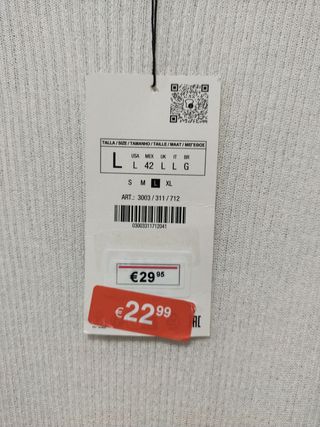 TALLA / SIZE / TAMANHO / TAILLE / MAAT / ΜΕΓΕΘΟΣ
L USA MEX UK IT BR
L 42 L L G
S M L XL
ART.: 3003 / 311 / 712
03003311712041
€29 95
€22 99